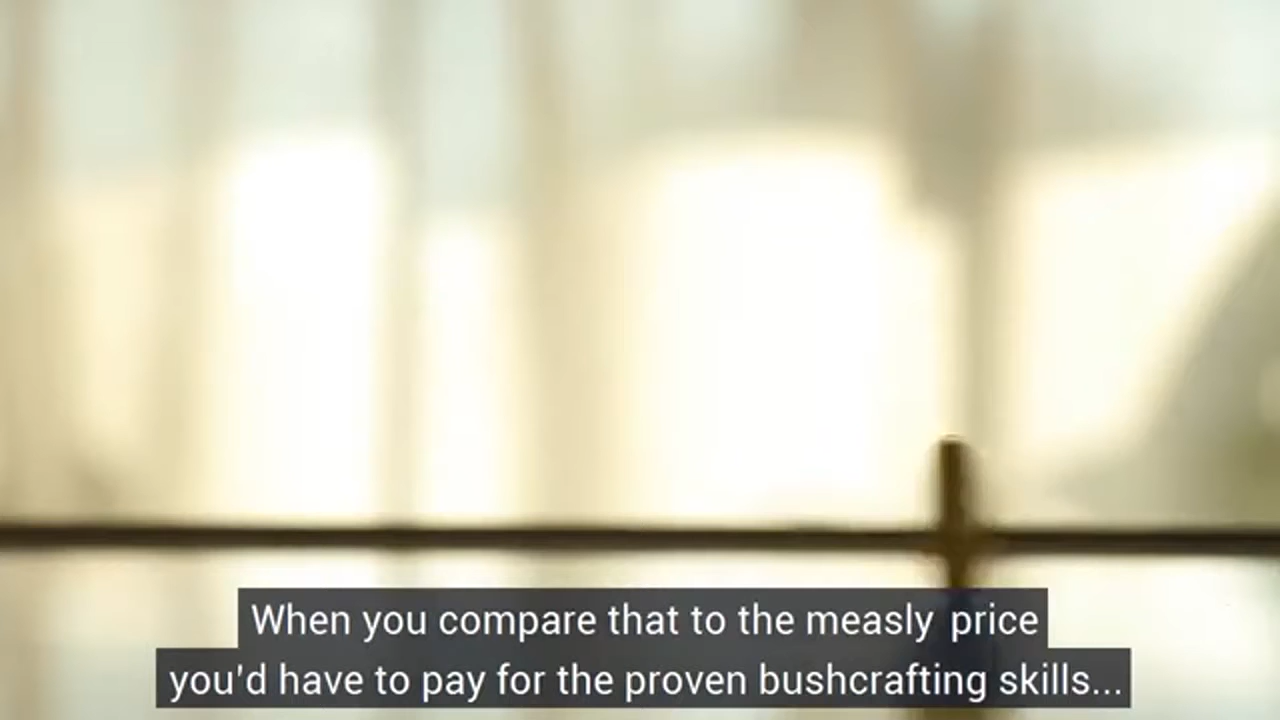 When you compare that to the measly price
you'd have to pay for the proven bushcrafting skills...